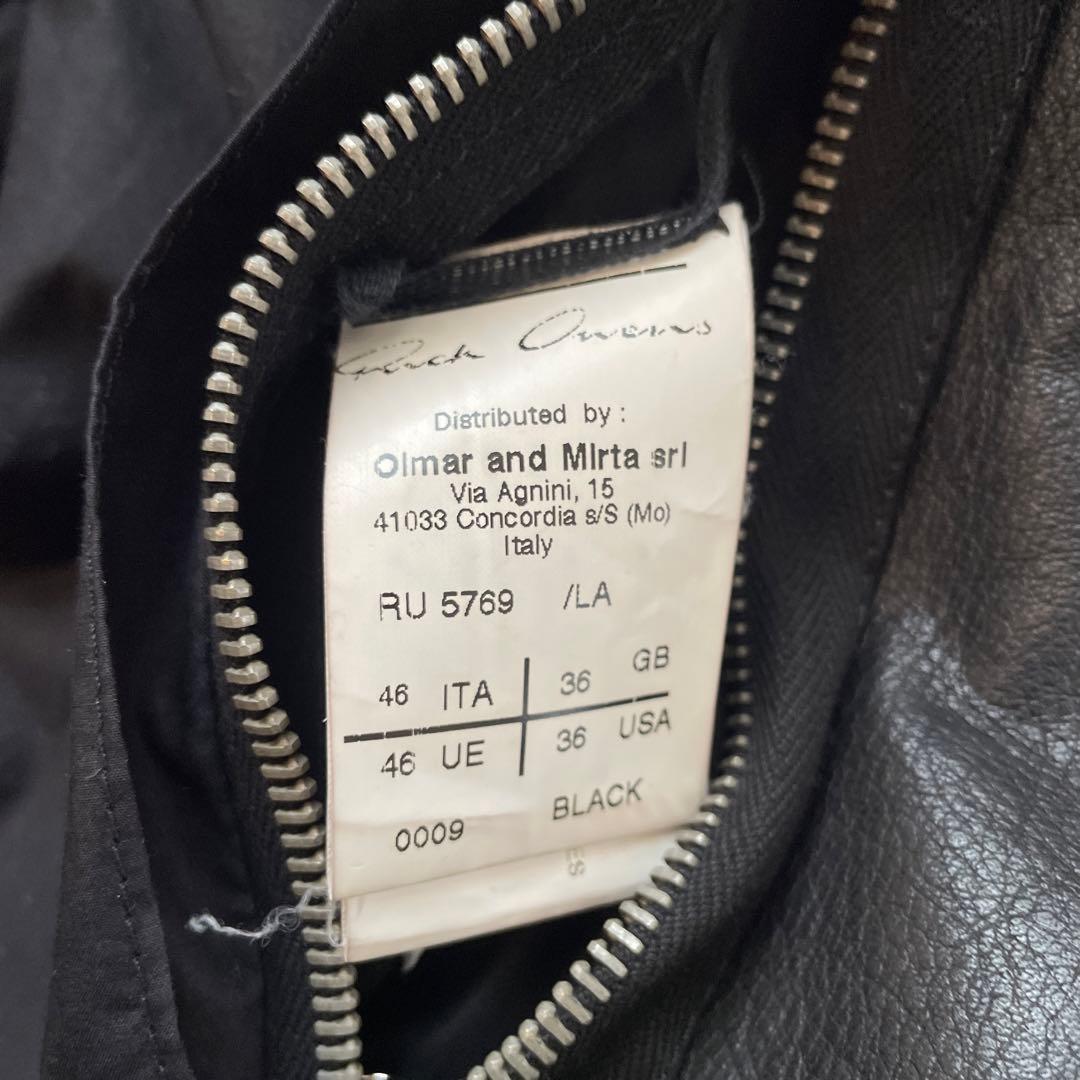 Rick Owens
Distributed by :
Olmar and Mirta srl
Via Agnini, 15
41033 Concordia s/S (Mo)
Italy
RU 5769 /LA
46 ITA 36 GB
46 UE 36 USA
0009 BLACK
ES